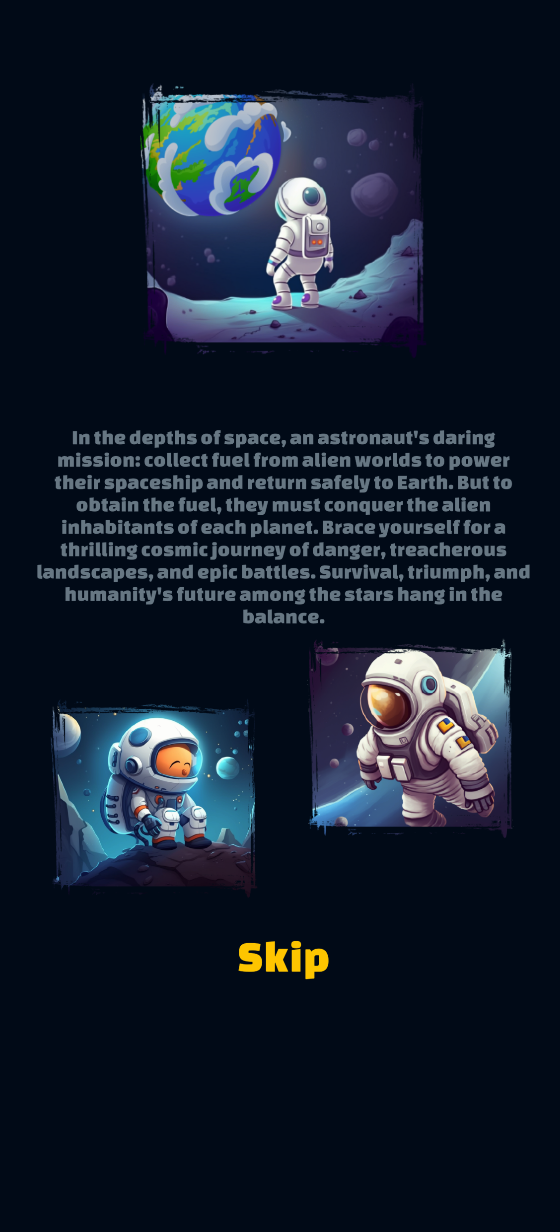 In the depths of space, an astronaut's daring
mission: collect fuel from alien worlds to power
their spaceship and return safely to Earth. But to
obtain the fuel, they must conquer the alien
inhabitants of each planet. Brace yourself for a
thrilling cosmic journey of danger, treacherous
landscapes, and epic battles. Survival, triumph, and
humanity's future among the stars hang in the
balance.
Skip